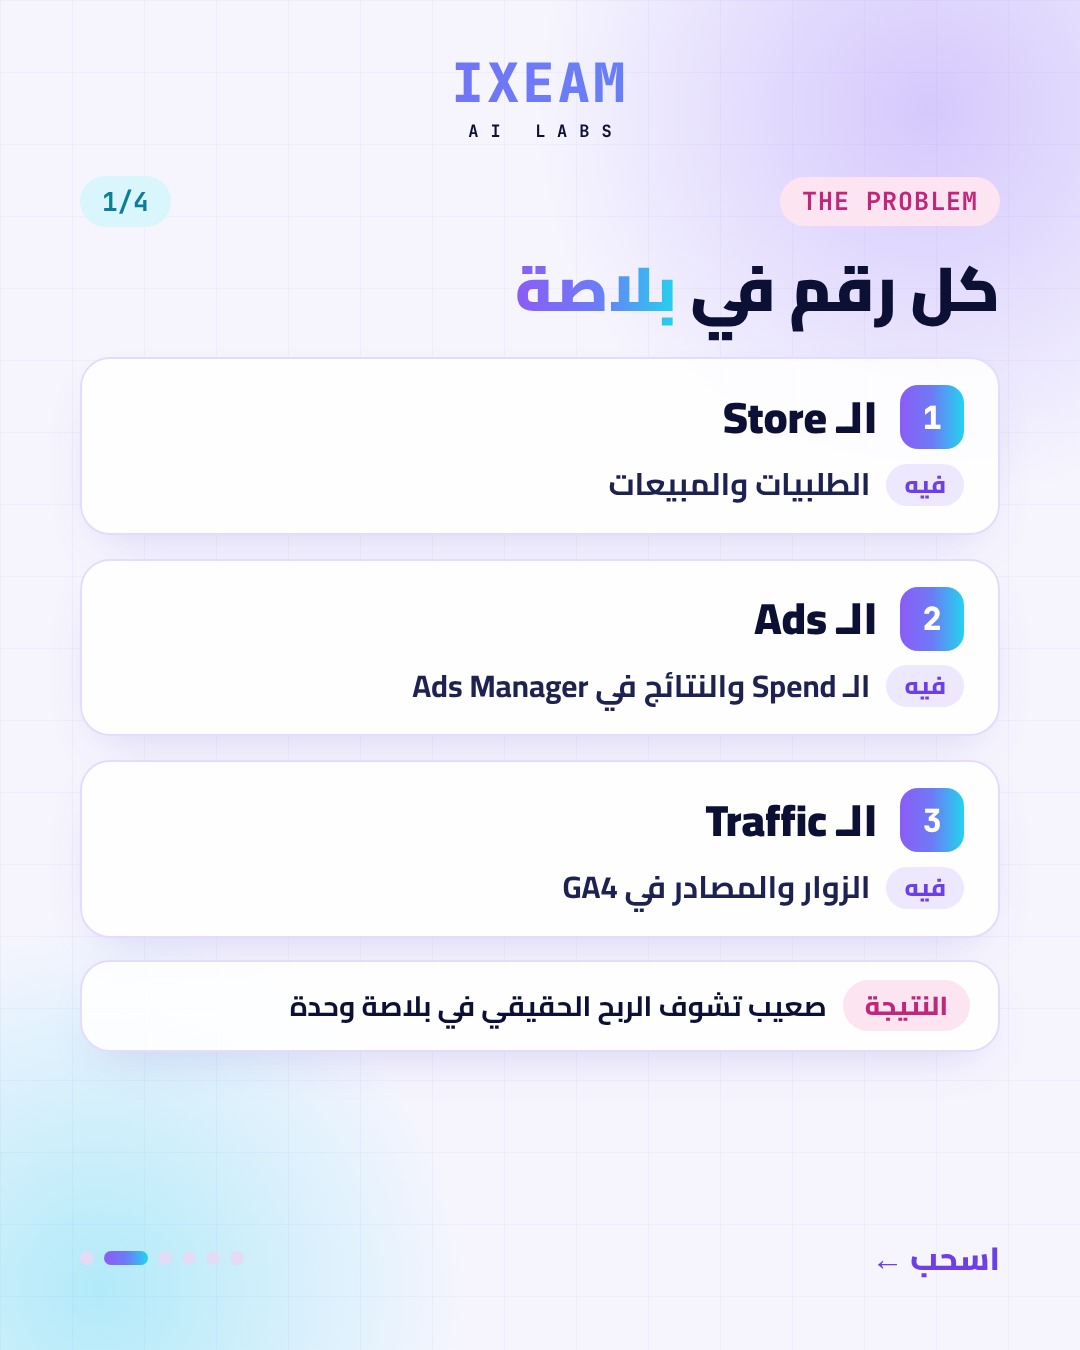 IXEAM
AI LABS
THE PROBLEM
1/4
كل رقم في بلاصة
1
الـ Store
فيه
الطلبيات والمبيعات
2
الـ Ads
فيه
الـ Spend والنتائج في Ads Manager
3
الـ Traffic
فيه
الزوار والمصادر في GA4
النتيجة
صعيب تشوف الربح الحقيقي في بلاصة وحدة
اسحب ←